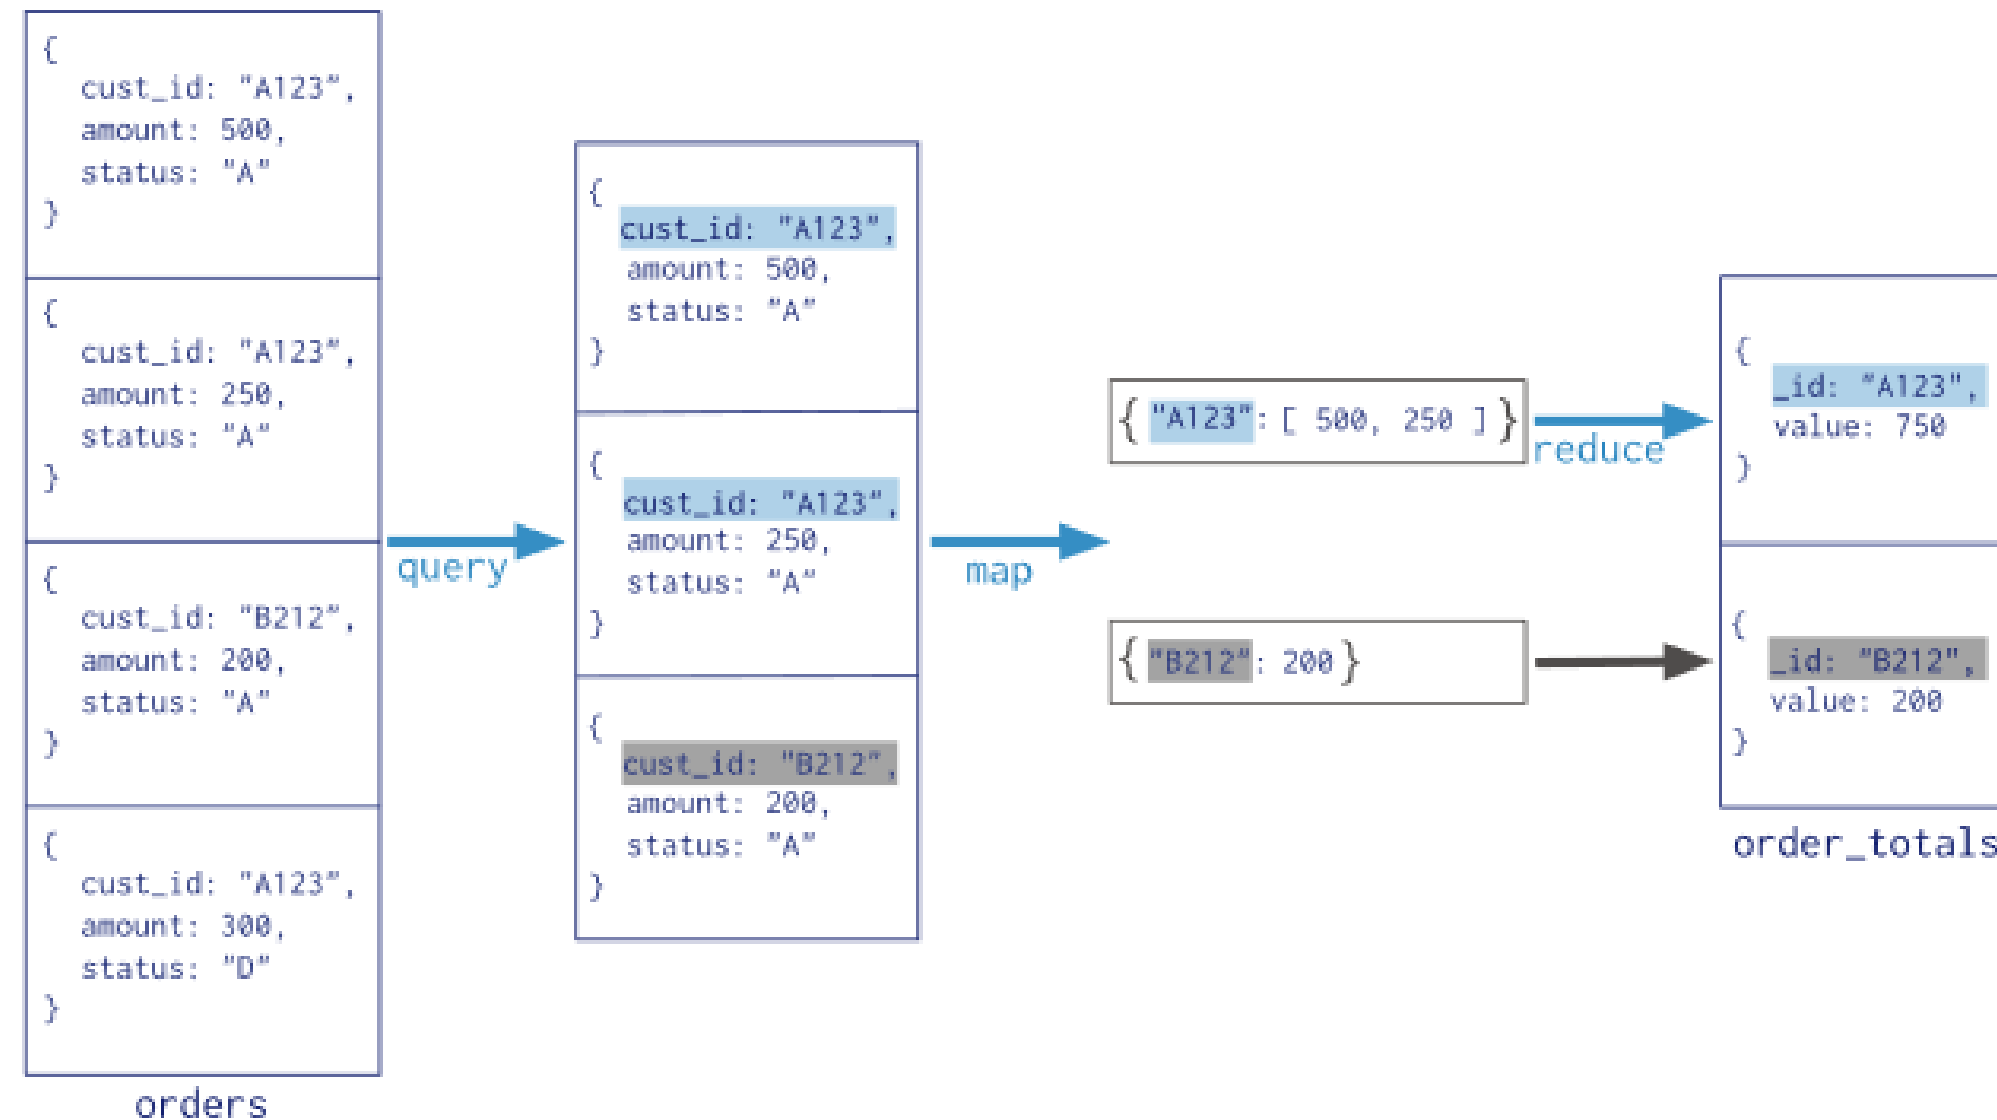 {
cust_id: "A123",
amount: 500,
status: "A"
}
{
cust_id: "A123",
amount: 250,
status: "A"
}
{
cust_id: "B212",
amount: 200,
status: "A"
}
{
cust_id: "A123",
amount: 300,
status: "D"
}
orders
query
{
cust_id: "A123",
amount: 500,
status: "A"
}
{
cust_id: "A123",
amount: 250,
status: "A"
}
{
cust_id: "B212",
amount: 200,
status: "A"
}
map
{ "A123": [ 500, 250 ] }
{ "B212": 200 }
reduce
{
_id: "A123",
value: 750
}
{
_id: "B212",
value: 200
}
order_totals